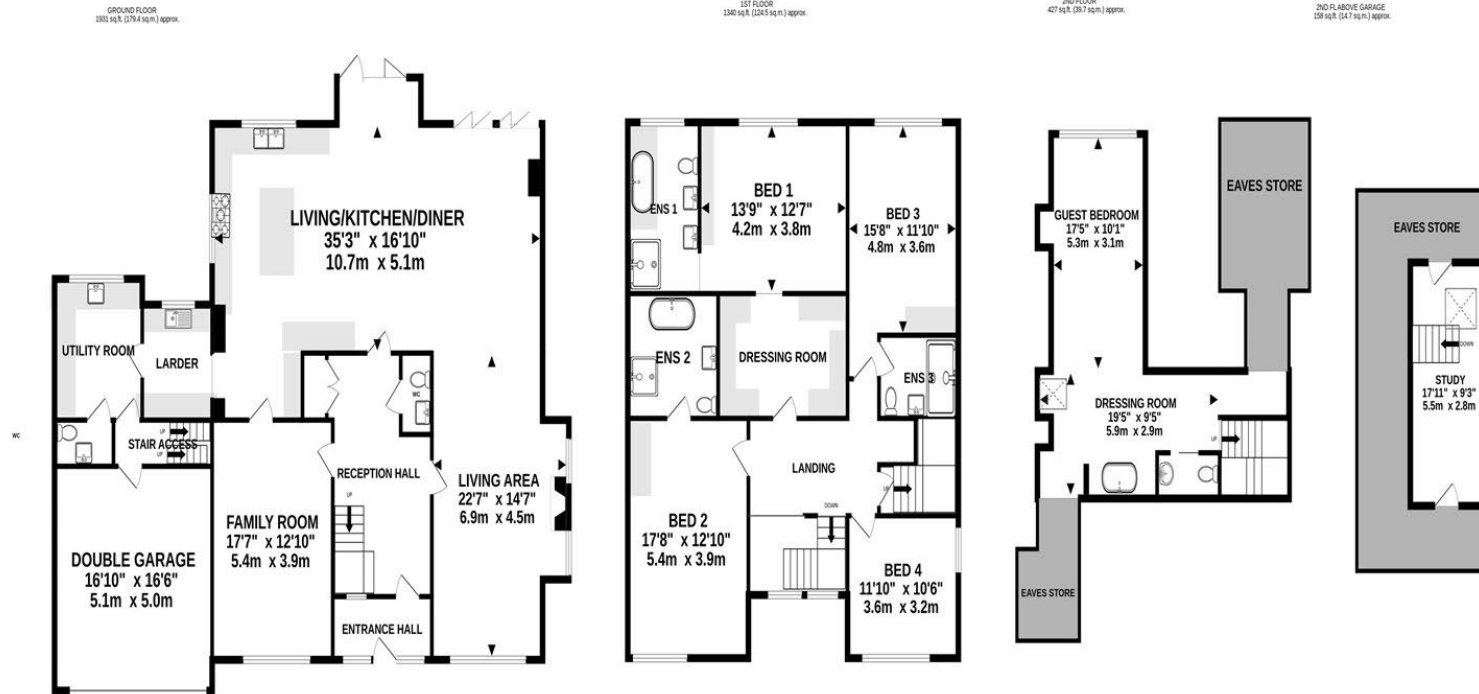 GROUND FLOOR
1931 sq.ft. (179.4 sq.m.) approx.
1ST FLOOR
1340 sq.ft. (124.5 sq.m.) approx.
2ND FLOOR
427 sq.ft. (39.7 sq.m.) approx.
2ND FL ABOVE GARAGE
158 sq.ft. (14.7 sq.m.) approx.
LIVING/KITCHEN/DINER
35'3" x 16'10"
10.7m x 5.1m
UTILITY ROOM
LARDER
WC
WC
STAIR ACCESS
UP
UP
RECEPTION HALL
UP
LIVING AREA
22'7" x 14'7"
6.9m x 4.5m
FAMILY ROOM
17'7" x 12'10"
5.4m x 3.9m
DOUBLE GARAGE
16'10" x 16'6"
5.1m x 5.0m
ENTRANCE HALL
ENS 1
BED 1
13'9" x 12'7"
4.2m x 3.8m
BED 3
15'8" x 11'10"
4.8m x 3.6m
ENS 2
DRESSING ROOM
ENS 3
LANDING
UP
DOWN
BED 2
17'8" x 12'10"
5.4m x 3.9m
BED 4
11'10" x 10'6"
3.6m x 3.2m
GUEST BEDROOM
17'5" x 10'1"
5.3m x 3.1m
EAVES STORE
DRESSING ROOM
19'5" x 9'5"
5.9m x 2.9m
UP
EAVES STORE
EAVES STORE
DOWN
STUDY
17'11" x 9'3"
5.5m x 2.8m